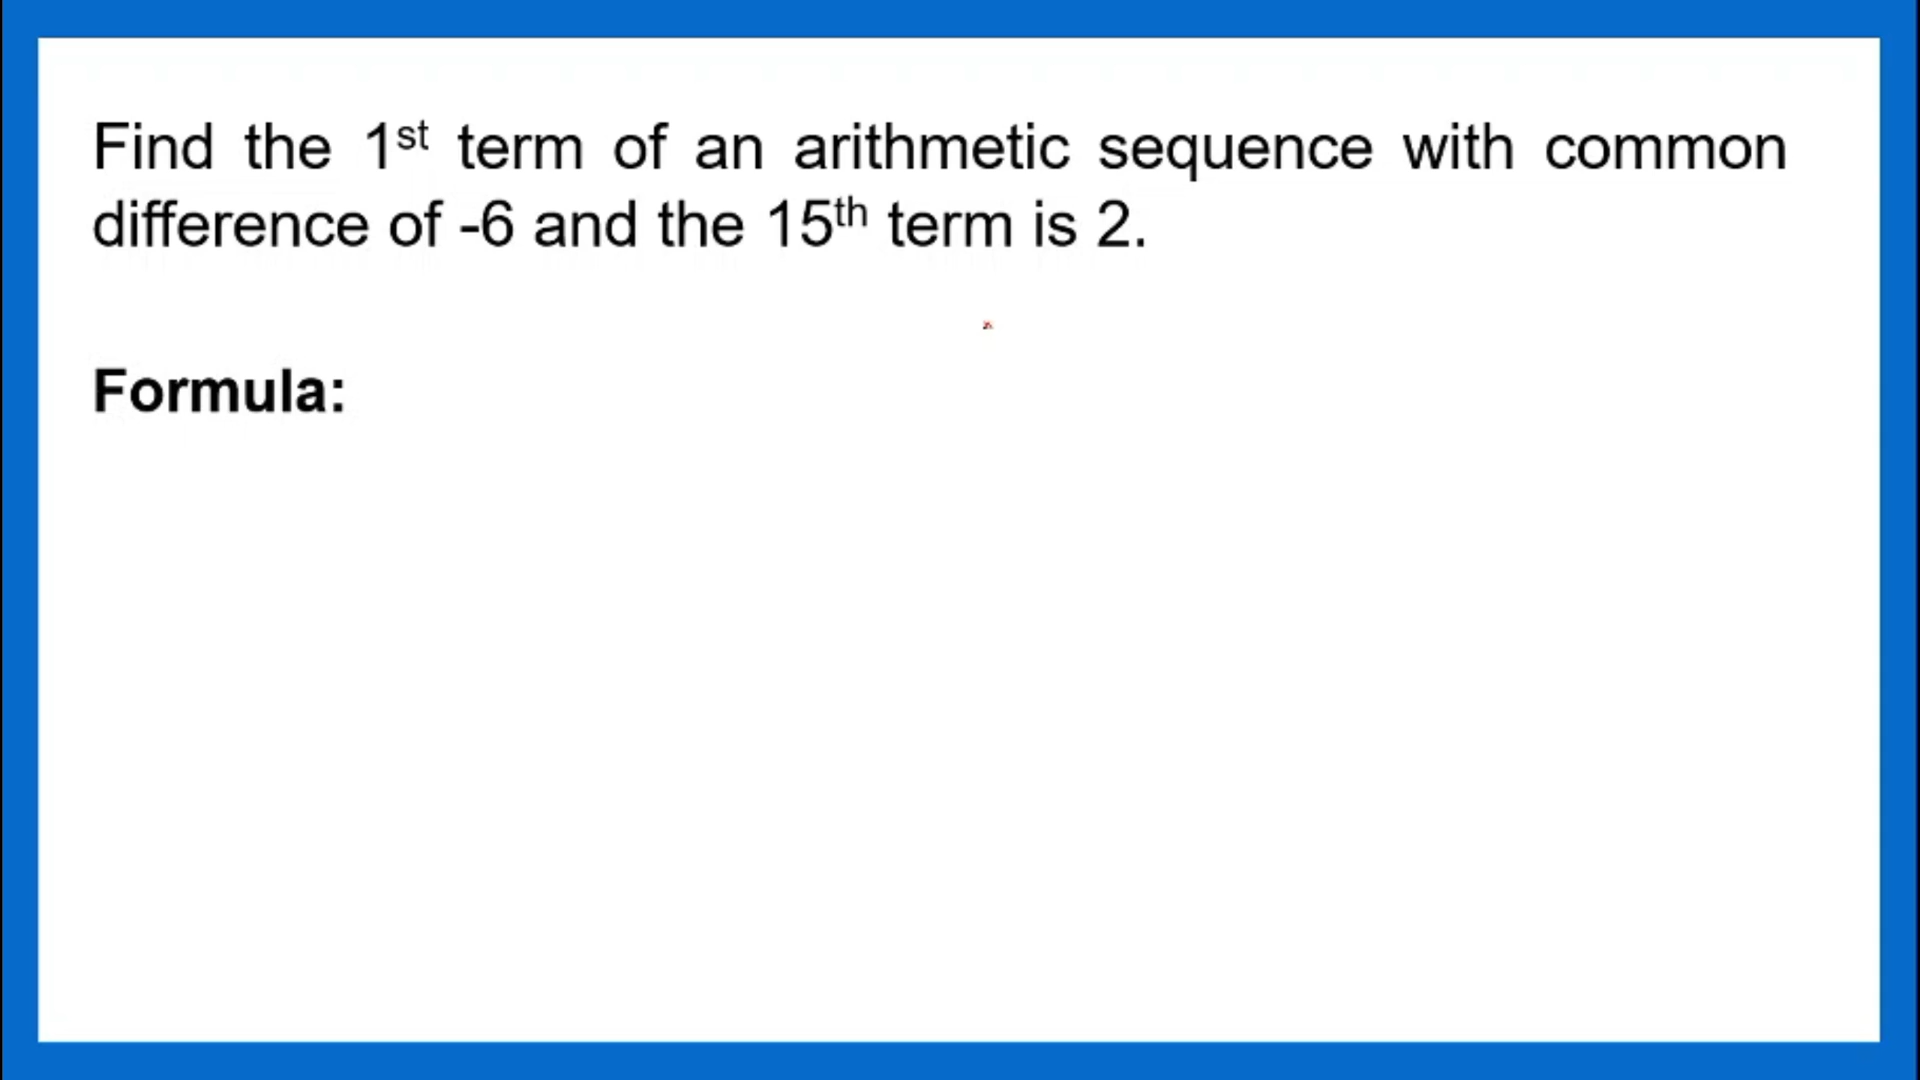 Find the 1st term of an arithmetic sequence with common
difference of -6 and the 15th term is 2.
Formula: